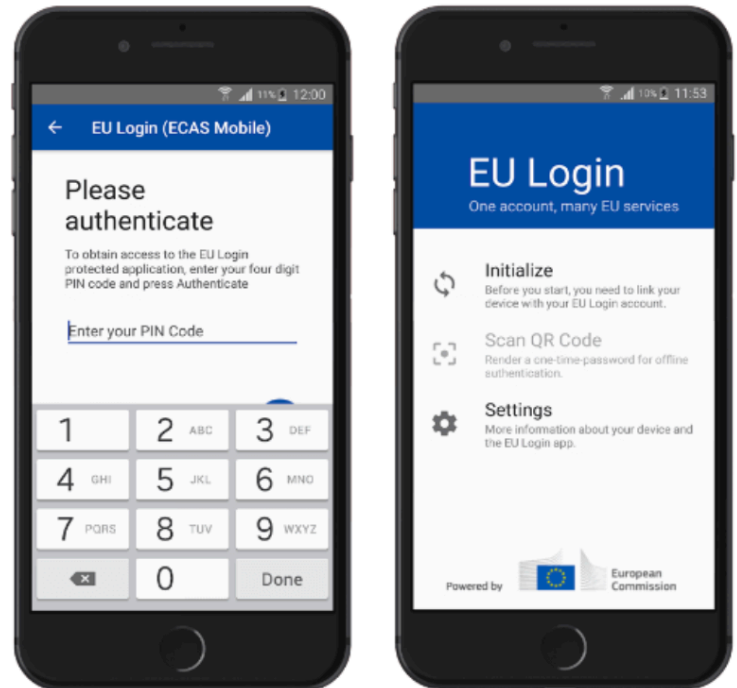 11% 12:00
EU Login (ECAS Mobile)
Please
authenticate
To obtain access to the EU Login
protected application, enter your four digit
PIN code and press Authenticate
Enter your PIN Code
1 2 ABC 3 DEF
4 GHI 5 JKL 6 MNO
7 PQRS 8 TUV 9 WXYZ
0 Done
10% 11:53
EU Login
One account, many EU services
Initialize
Before you start, you need to link your
device with your EU Login account.
Scan QR Code
Render a one-time-password for offline
authentication.
Settings
More information about your device and
the EU Login app.
Powered by
European
Commission